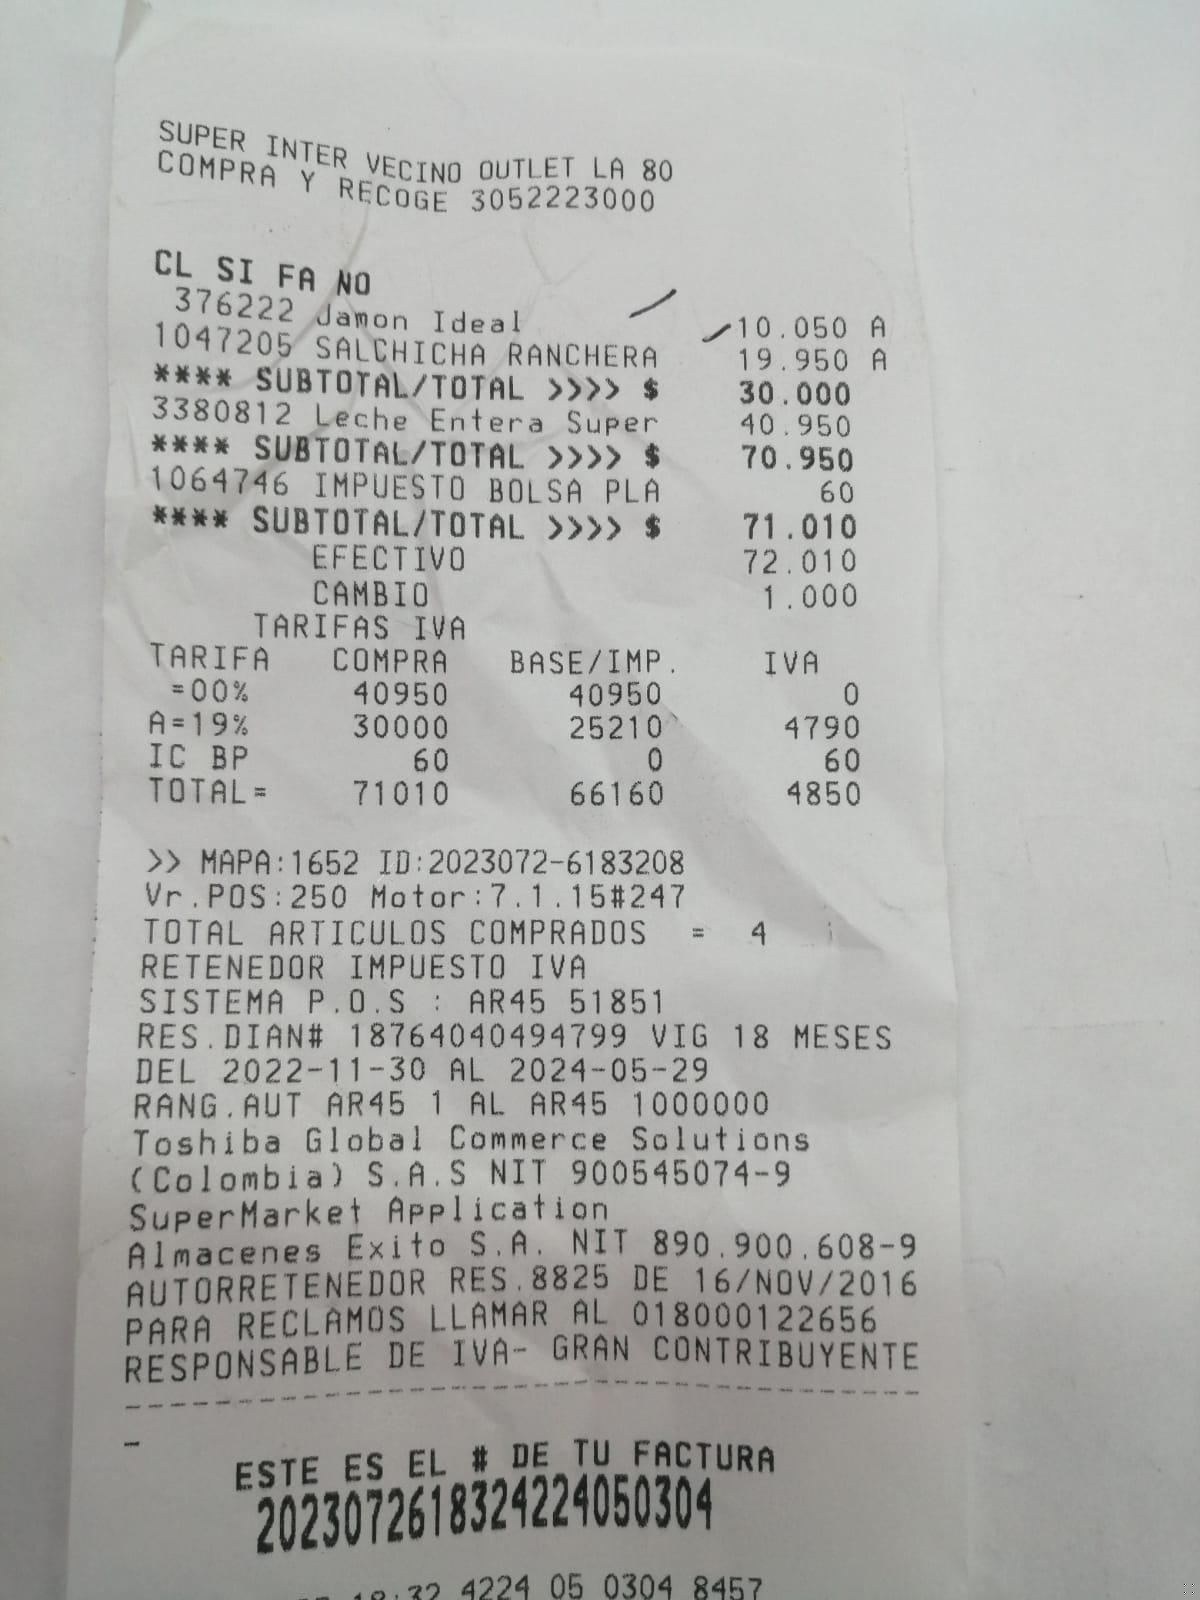 SUPER INTER VECINO OUTLET LA 80
COMPRA Y RECOGE 3052223000
CL SI FA NO
376222 Jamon Ideal 10.050 A
1047205 SALCHICHA RANCHERA 19.950 A
**** SUBTOTAL/TOTAL >>>> $ 30.000
3380812 Leche Entera Super 40.950
**** SUBTOTAL/TOTAL >>>> $ 70.950
1064746 IMPUESTO BOLSA PLA 60
**** SUBTOTAL/TOTAL >>>> $ 71.010
EFECTIVO 72.010
CAMBIO 1.000
TARIFAS IVA
TARIFA COMPRA BASE/IMP. IVA
=00% 40950 40950 0
A=19% 30000 25210 4790
IC BP 60 0 60
TOTAL= 71010 66160 4850
>> MAPA:1652 ID:2023072-6183208
Vr.POS:250 Motor:7.1.15#247
TOTAL ARTICULOS COMPRADOS = 4
RETENEDOR IMPUESTO IVA
SISTEMA P.O.S : AR45 51851
RES.DIAN# 18764040494799 VIG 18 MESES
DEL 2022-11-30 AL 2024-05-29
RANG.AUT AR45 1 AL AR45 1000000
Toshiba Global Commerce Solutions
(Colombia) S.A.S NIT 900545074-9
SuperMarket Application
Almacenes Exito S.A. NIT 890.900.608-9
AUTORRETENEDOR RES.8825 DE 16/NOV/2016
PARA RECLAMOS LLAMAR AL 018000122656
RESPONSABLE DE IVA- GRAN CONTRIBUYENTE
ESTE ES EL # DE TU FACTURA
2023072618324224050304
18:32 4224 05 0304 8457